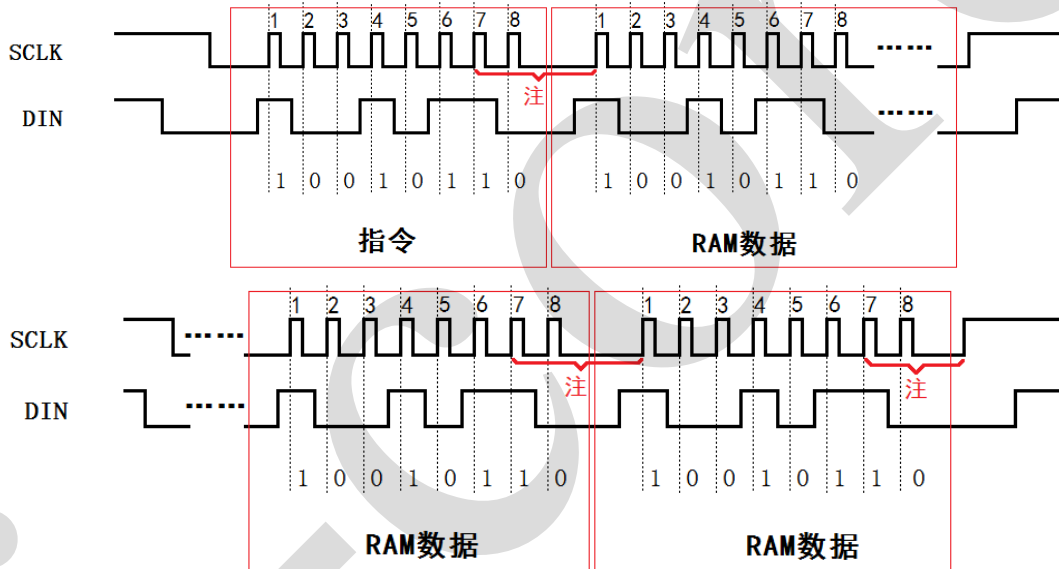 1 2 3 4 5 6 7 8 1 2 3 4 5 6 7 8
SCLK ······
注
DIN ······
1 0 0 1 0 1 1 0 1 0 0 1 0 1 1 0
指令 RAM数据
1 2 3 4 5 6 7 8 1 2 3 4 5 6 7 8
SCLK ······
注 注
DIN ······
1 0 0 1 0 1 1 0 1 0 0 1 0 1 1 0
RAM数据 RAM数据